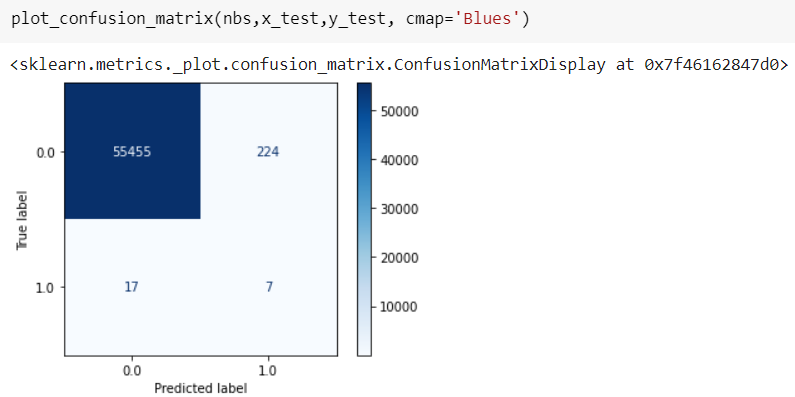 plot_confusion_matrix(nbs,x_test,y_test, cmap='Blues')
<sklearn.metrics._plot.confusion_matrix.ConfusionMatrixDisplay at 0x7f46162847d0>
50000
0.0 55455 224
40000
30000
True label
20000
1.0 17 7
10000
0.0 1.0
Predicted label